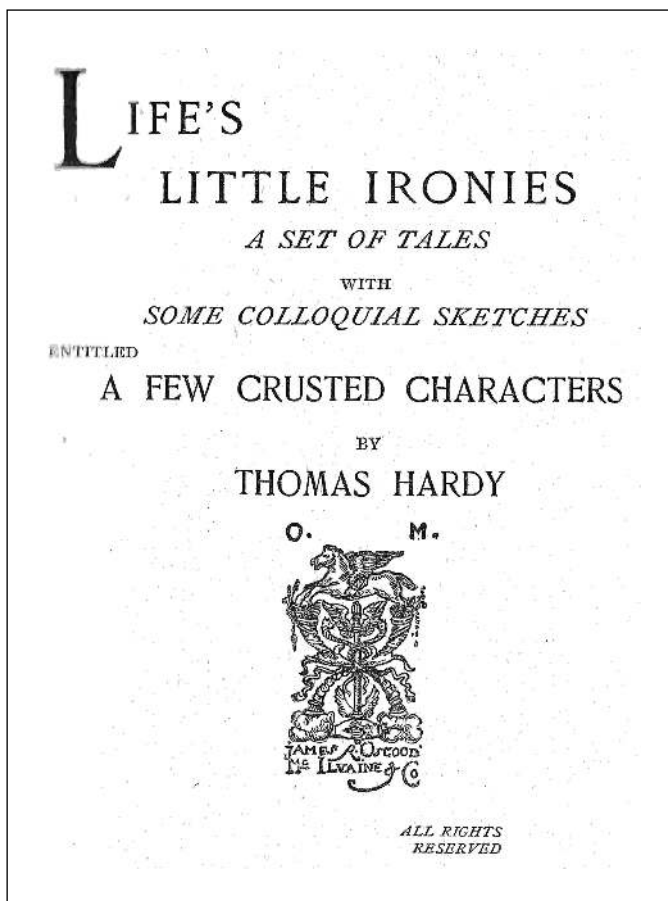 LIFE'S
LITTLE IRONIES
A SET OF TALES
WITH
SOME COLLOQUIAL SKETCHES
ENTITLED
A FEW CRUSTED CHARACTERS
BY
THOMAS HARDY
O. M.
JAMES R. OSGOOD
MC ILVAINE & CO
ALL RIGHTS
RESERVED